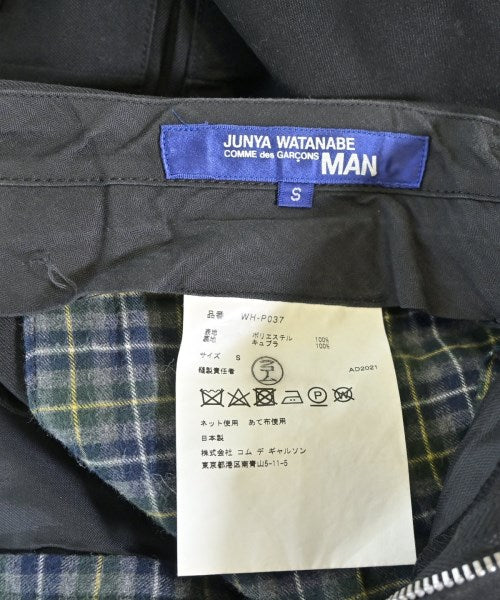 JUNYA WATANABE
COMME des GARÇONS MAN
S
品番 WH-P037
表地 ポリエステル 100%
裏地 キュプラ 100%
サイズ S
縫製責任者
AD2021
ネット使用 あて布使用
日本製
株式会社 コム デ ギャルソン
東京都港区南青山5-11-5